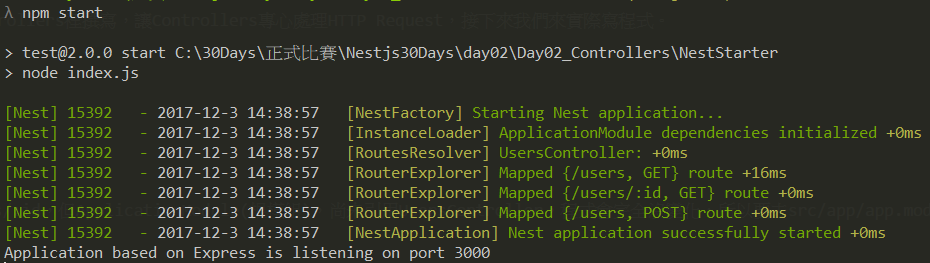 λ npm start
> test@2.0.0 start C:\30Days\正式比賽\Nestjs30Days\day02\Day02_Controllers\NestStarter
> node index.js
[Nest] 15392   - 2017-12-3 14:38:57   [NestFactory] Starting Nest application...
[Nest] 15392   - 2017-12-3 14:38:57   [InstanceLoader] ApplicationModule dependencies initialized +0ms
[Nest] 15392   - 2017-12-3 14:38:57   [RoutesResolver] UsersController: +0ms
[Nest] 15392   - 2017-12-3 14:38:57   [RouterExplorer] Mapped {/users, GET} route +16ms
[Nest] 15392   - 2017-12-3 14:38:57   [RouterExplorer] Mapped {/users/:id, GET} route +0ms
[Nest] 15392   - 2017-12-3 14:38:57   [RouterExplorer] Mapped {/users, POST} route +0ms
[Nest] 15392   - 2017-12-3 14:38:57   [NestApplication] Nest application successfully started +0ms
Application based on Express is listening on port 3000